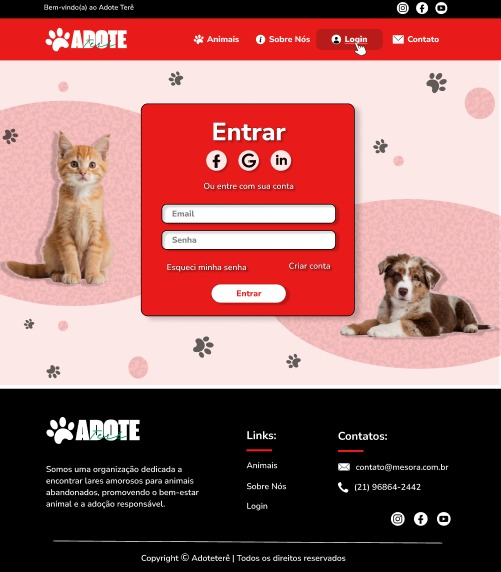 Bem-vindo(a) ao Adote Terê
ADOTE
Terê
Animais
Sobre Nós
Login
Contato
Entrar
f
G
in
Ou entre com sua conta
Email
Senha
Esqueci minha senha
Criar conta
Entrar
ADOTE
Terê
Somos uma organização dedicada a
encontrar lares amorosos para animais
abandonados, promovendo o bem-estar
animal e a adoção responsável.
Links:
Animais
Sobre Nós
Login
Contatos:
contato@mesora.com.br
(21) 96864-2442
Copyright © Adoteterê | Todos os direitos reservados